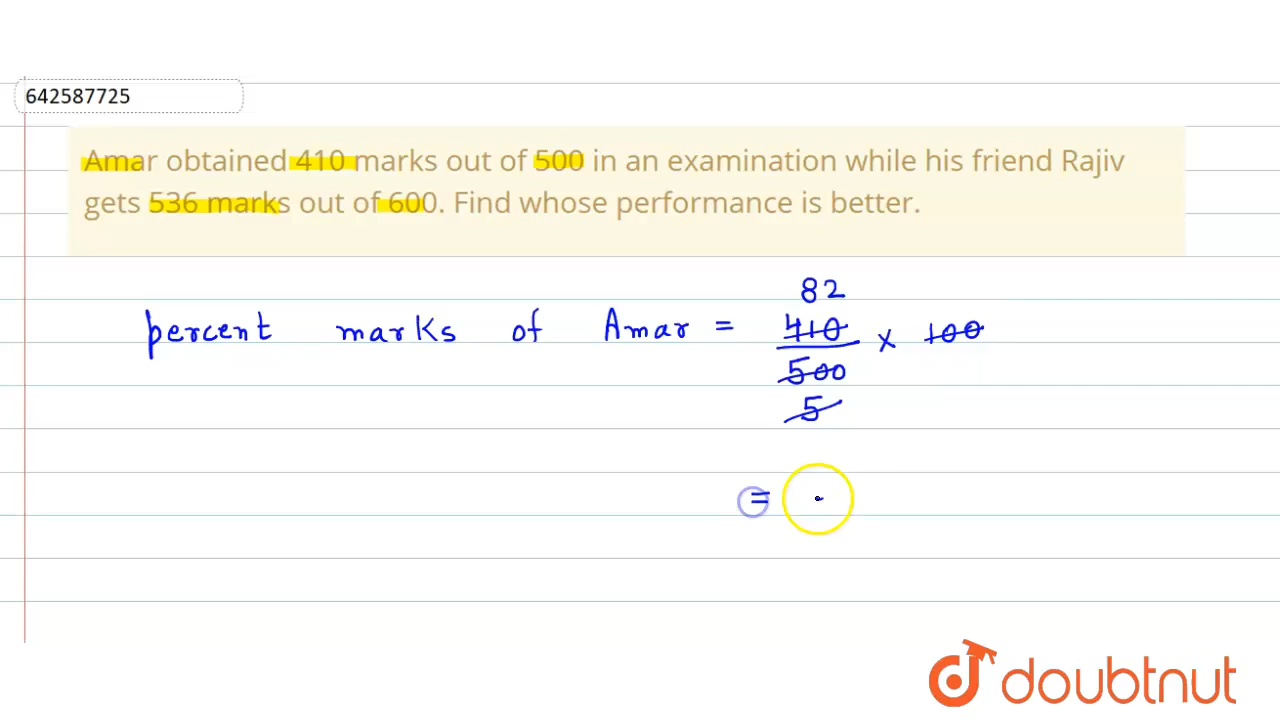 642587725
Amar obtained 410 marks out of 500 in an examination while his friend Rajiv
gets 536 marks out of 600. Find whose performance is better.
82
percent marks of Amar = 410 × 100
500
5
=
doubtnut